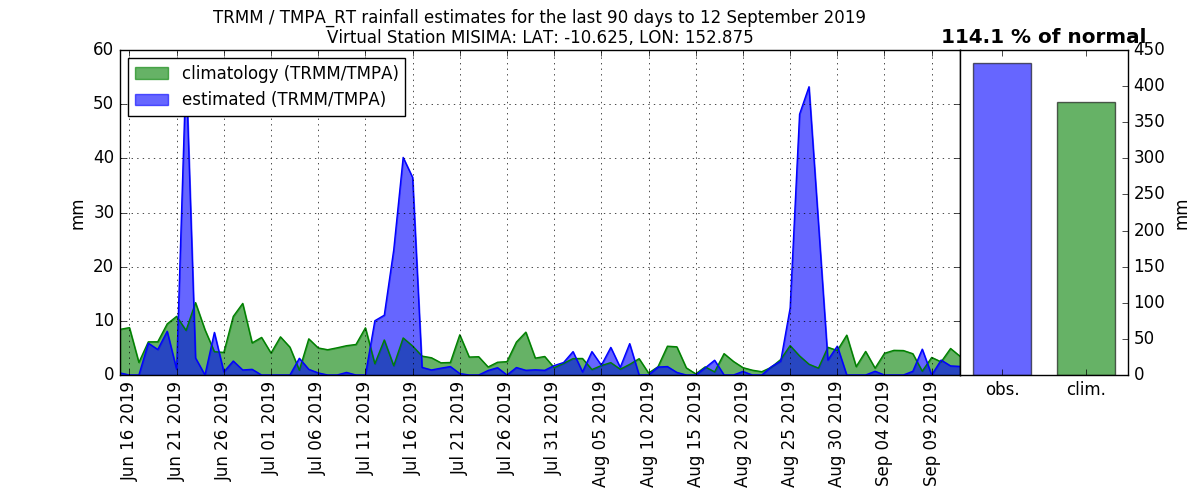 TRMM / TMPA_RT rainfall estimates for the last 90 days to 12 September 2019
Virtual Station MISIMA: LAT: -10.625, LON: 152.875
114.1 % of normal
climatology (TRMM/TMPA)
estimated (TRMM/TMPA)
60
50
40
30
20
10
0
mm
Jun 16 2019
Jun 21 2019
Jun 26 2019
Jul 01 2019
Jul 06 2019
Jul 11 2019
Jul 16 2019
Jul 21 2019
Jul 26 2019
Jul 31 2019
Aug 05 2019
Aug 10 2019
Aug 15 2019
Aug 20 2019
Aug 25 2019
Aug 30 2019
Sep 04 2019
Sep 09 2019
450
400
350
300
250
200
150
100
50
0
mm
obs.
clim.